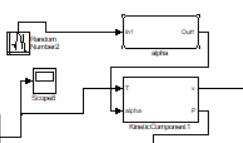 Random
Number2
In1
Out1
alpha
Scope8
T
v
alpha
P
KineticComponent1